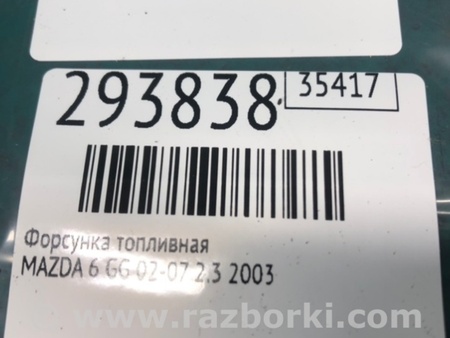 293838 35417
Форсунка топливная
MAZDA 6 GG 02-07 2.3 2003
www.razborki.com